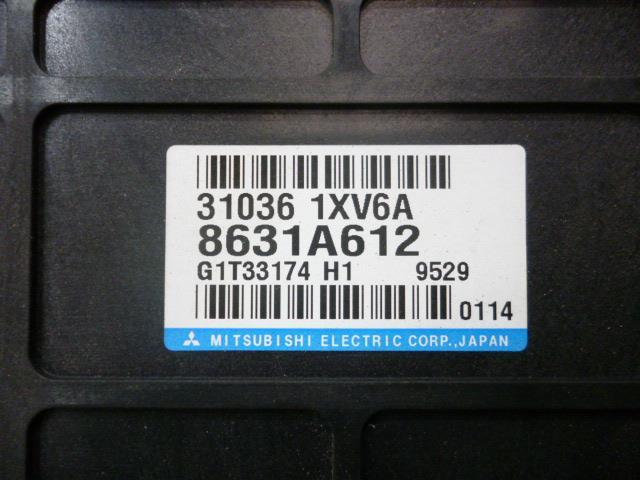 31036 1XV6A
8631A612
G1T33174 H1 9529
0114
MITSUBISHI ELECTRIC CORP.,JAPAN